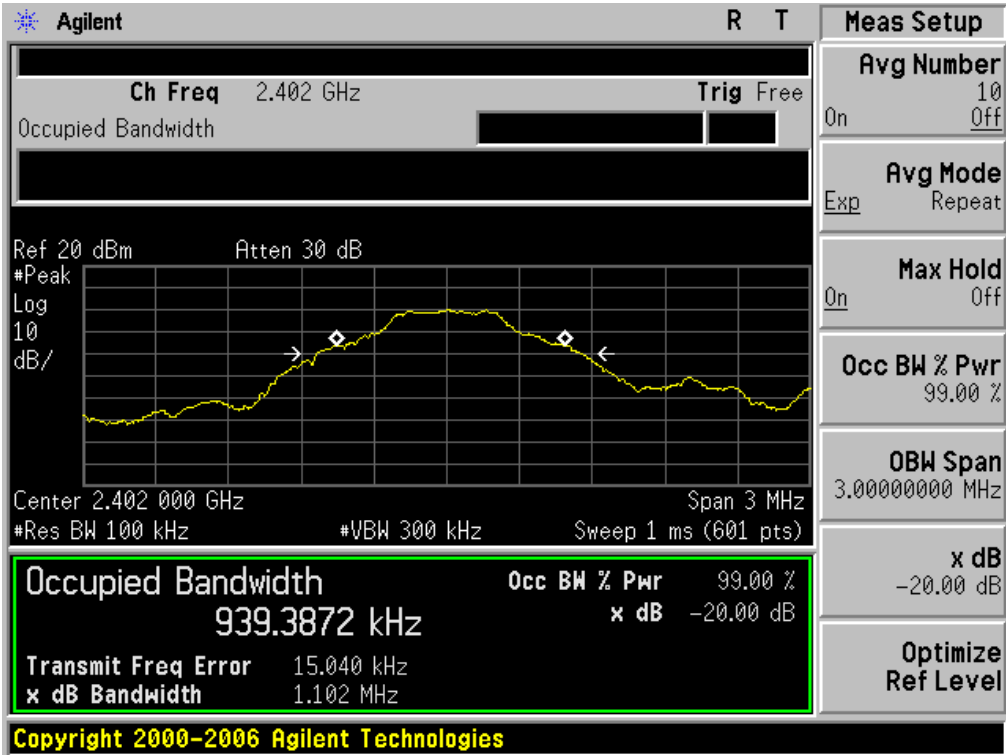 Agilent R T
Ch Freq 2.402 GHz Trig Free
Occupied Bandwidth
Ref 20 dBm Atten 30 dB
#Peak
Log
10
dB/
Center 2.402 000 GHz Span 3 MHz
#Res BW 100 kHz #VBW 300 kHz Sweep 1 ms (601 pts)
Occupied Bandwidth
939.3872 kHz
Occ BW % Pwr 99.00 %
x dB -20.00 dB
Transmit Freq Error 15.040 kHz
x dB Bandwidth 1.102 MHz
Copyright 2000-2006 Agilent Technologies
Meas Setup
Avg Number
10
On Off
Avg Mode
Exp Repeat
Max Hold
On Off
Occ BW % Pwr
99.00 %
OBW Span
3.00000000 MHz
x dB
-20.00 dB
Optimize
Ref Level